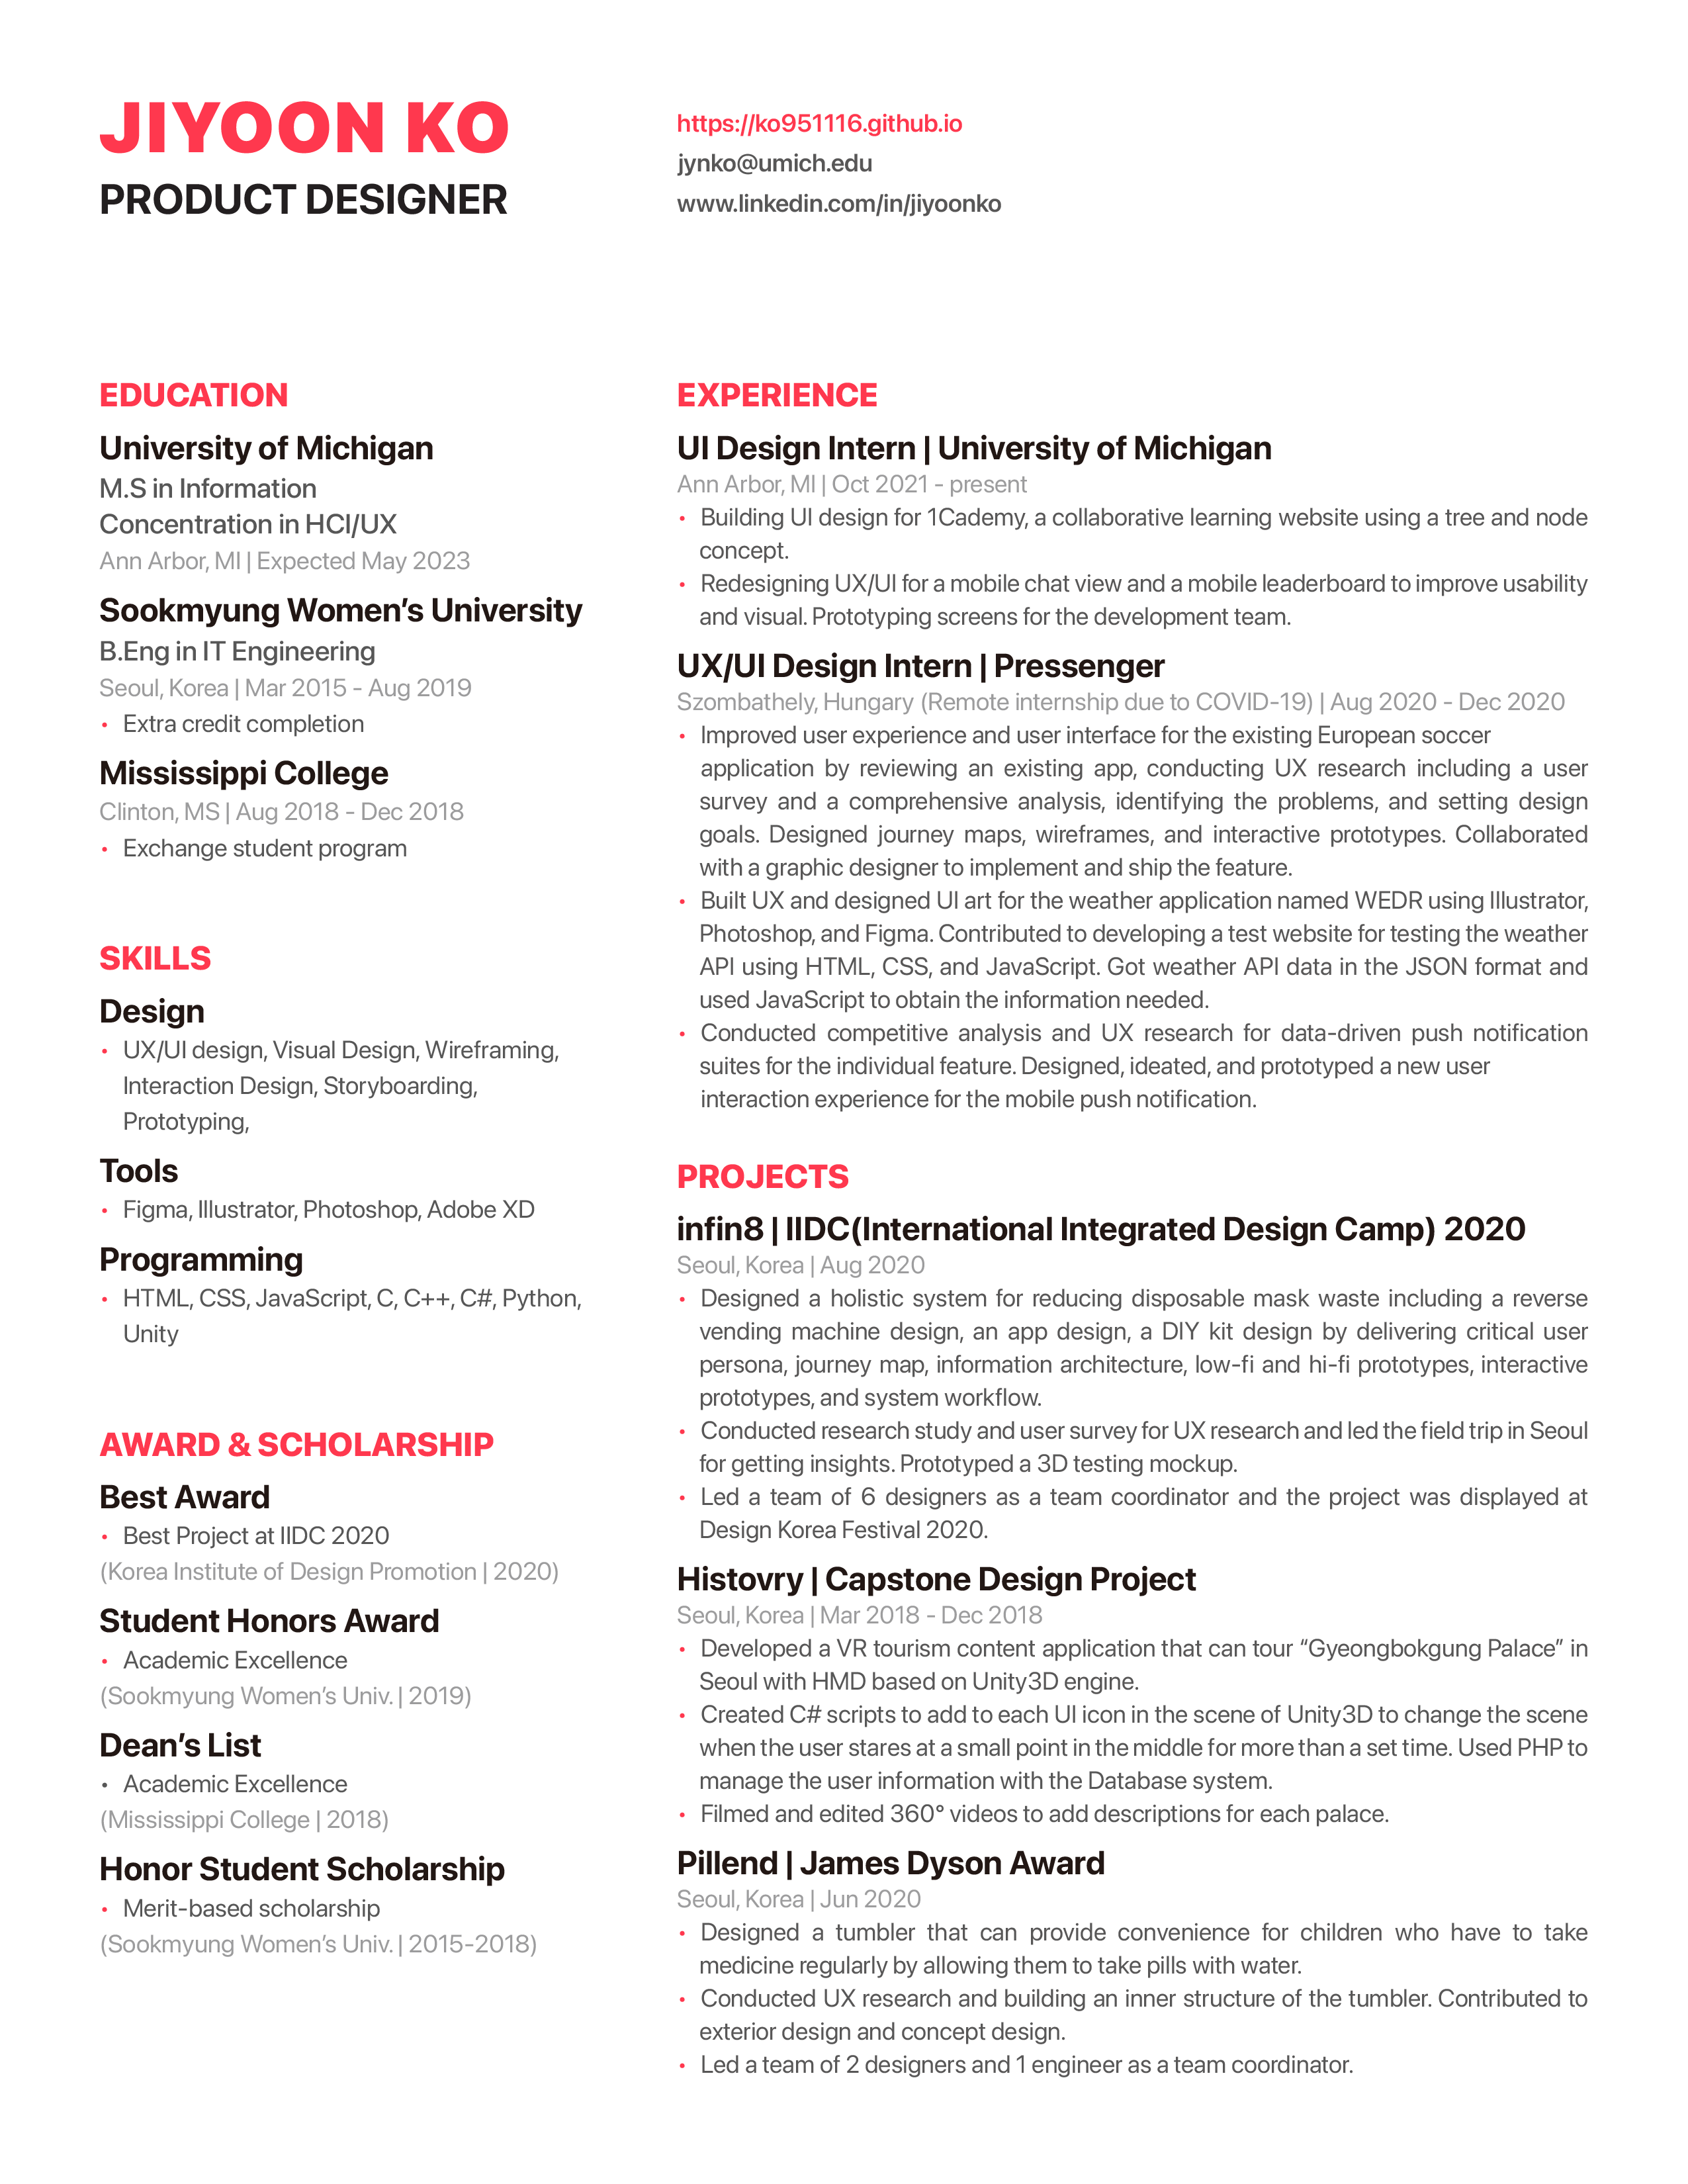 JIYOON KO
PRODUCT DESIGNER
https://ko951116.github.io
jynko@umich.edu
www.linkedin.com/in/jiyoonko
EDUCATION
University of Michigan
M.S in Information
Concentration in HCI/UX
Ann Arbor, MI | Expected May 2023
Sookmyung Women's University
B.Eng in IT Engineering
Seoul, Korea | Mar 2015 - Aug 2019
• Extra credit completion
Mississippi College
Clinton, MS | Aug 2018 - Dec 2018
• Exchange student program
SKILLS
Design
• UX/UI design, Visual Design, Wireframing,
Interaction Design, Storyboarding,
Prototyping,
Tools
• Figma, Illustrator, Photoshop, Adobe XD
Programming
• HTML, CSS, JavaScript, C, C++, C#, Python,
Unity
AWARD & SCHOLARSHIP
Best Award
• Best Project at IIDC 2020
(Korea Institute of Design Promotion | 2020)
Student Honors Award
• Academic Excellence
(Sookmyung Women's Univ. | 2019)
Dean's List
• Academic Excellence
(Mississippi College | 2018)
Honor Student Scholarship
• Merit-based scholarship
(Sookmyung Women's Univ. | 2015-2018)
EXPERIENCE
UI Design Intern | University of Michigan
Ann Arbor, MI | Oct 2021 - present
• Building UI design for 1Cademy, a collaborative learning website using a tree and node
concept.
• Redesigning UX/UI for a mobile chat view and a mobile leaderboard to improve usability
and visual. Prototyping screens for the development team.
UX/UI Design Intern | Pressenger
Szombathely, Hungary (Remote internship due to COVID-19) | Aug 2020 - Dec 2020
• Improved user experience and user interface for the existing European soccer
application by reviewing an existing app, conducting UX research including a user
survey and a comprehensive analysis, identifying the problems, and setting design
goals. Designed journey maps, wireframes, and interactive prototypes. Collaborated
with a graphic designer to implement and ship the feature.
• Built UX and designed UI art for the weather application named WEDR using Illustrator,
Photoshop, and Figma. Contributed to developing a test website for testing the weather
API using HTML, CSS, and JavaScript. Got weather API data in the JSON format and
used JavaScript to obtain the information needed.
• Conducted competitive analysis and UX research for data-driven push notification
suites for the individual feature. Designed, ideated, and prototyped a new user
interaction experience for the mobile push notification.
PROJECTS
infin8 | IIDC(International Integrated Design Camp) 2020
Seoul, Korea | Aug 2020
• Designed a holistic system for reducing disposable mask waste including a reverse
vending machine design, an app design, a DIY kit design by delivering critical user
persona, journey map, information architecture, low-fi and hi-fi prototypes, interactive
prototypes, and system workflow.
• Conducted research study and user survey for UX research and led the field trip in Seoul
for getting insights. Prototyped a 3D testing mockup.
• Led a team of 6 designers as a team coordinator and the project was displayed at
Design Korea Festival 2020.
Histovry | Capstone Design Project
Seoul, Korea | Mar 2018 - Dec 2018
• Developed a VR tourism content application that can tour “Gyeongbokgung Palace” in
Seoul with HMD based on Unity3D engine.
• Created C# scripts to add to each UI icon in the scene of Unity3D to change the scene
when the user stares at a small point in the middle for more than a set time. Used PHP to
manage the user information with the Database system.
• Filmed and edited 360° videos to add descriptions for each palace.
Pillend | James Dyson Award
Seoul, Korea | Jun 2020
• Designed a tumbler that can provide convenience for children who have to take
medicine regularly by allowing them to take pills with water.
• Conducted UX research and building an inner structure of the tumbler. Contributed to
exterior design and concept design.
• Led a team of 2 designers and 1 engineer as a team coordinator.